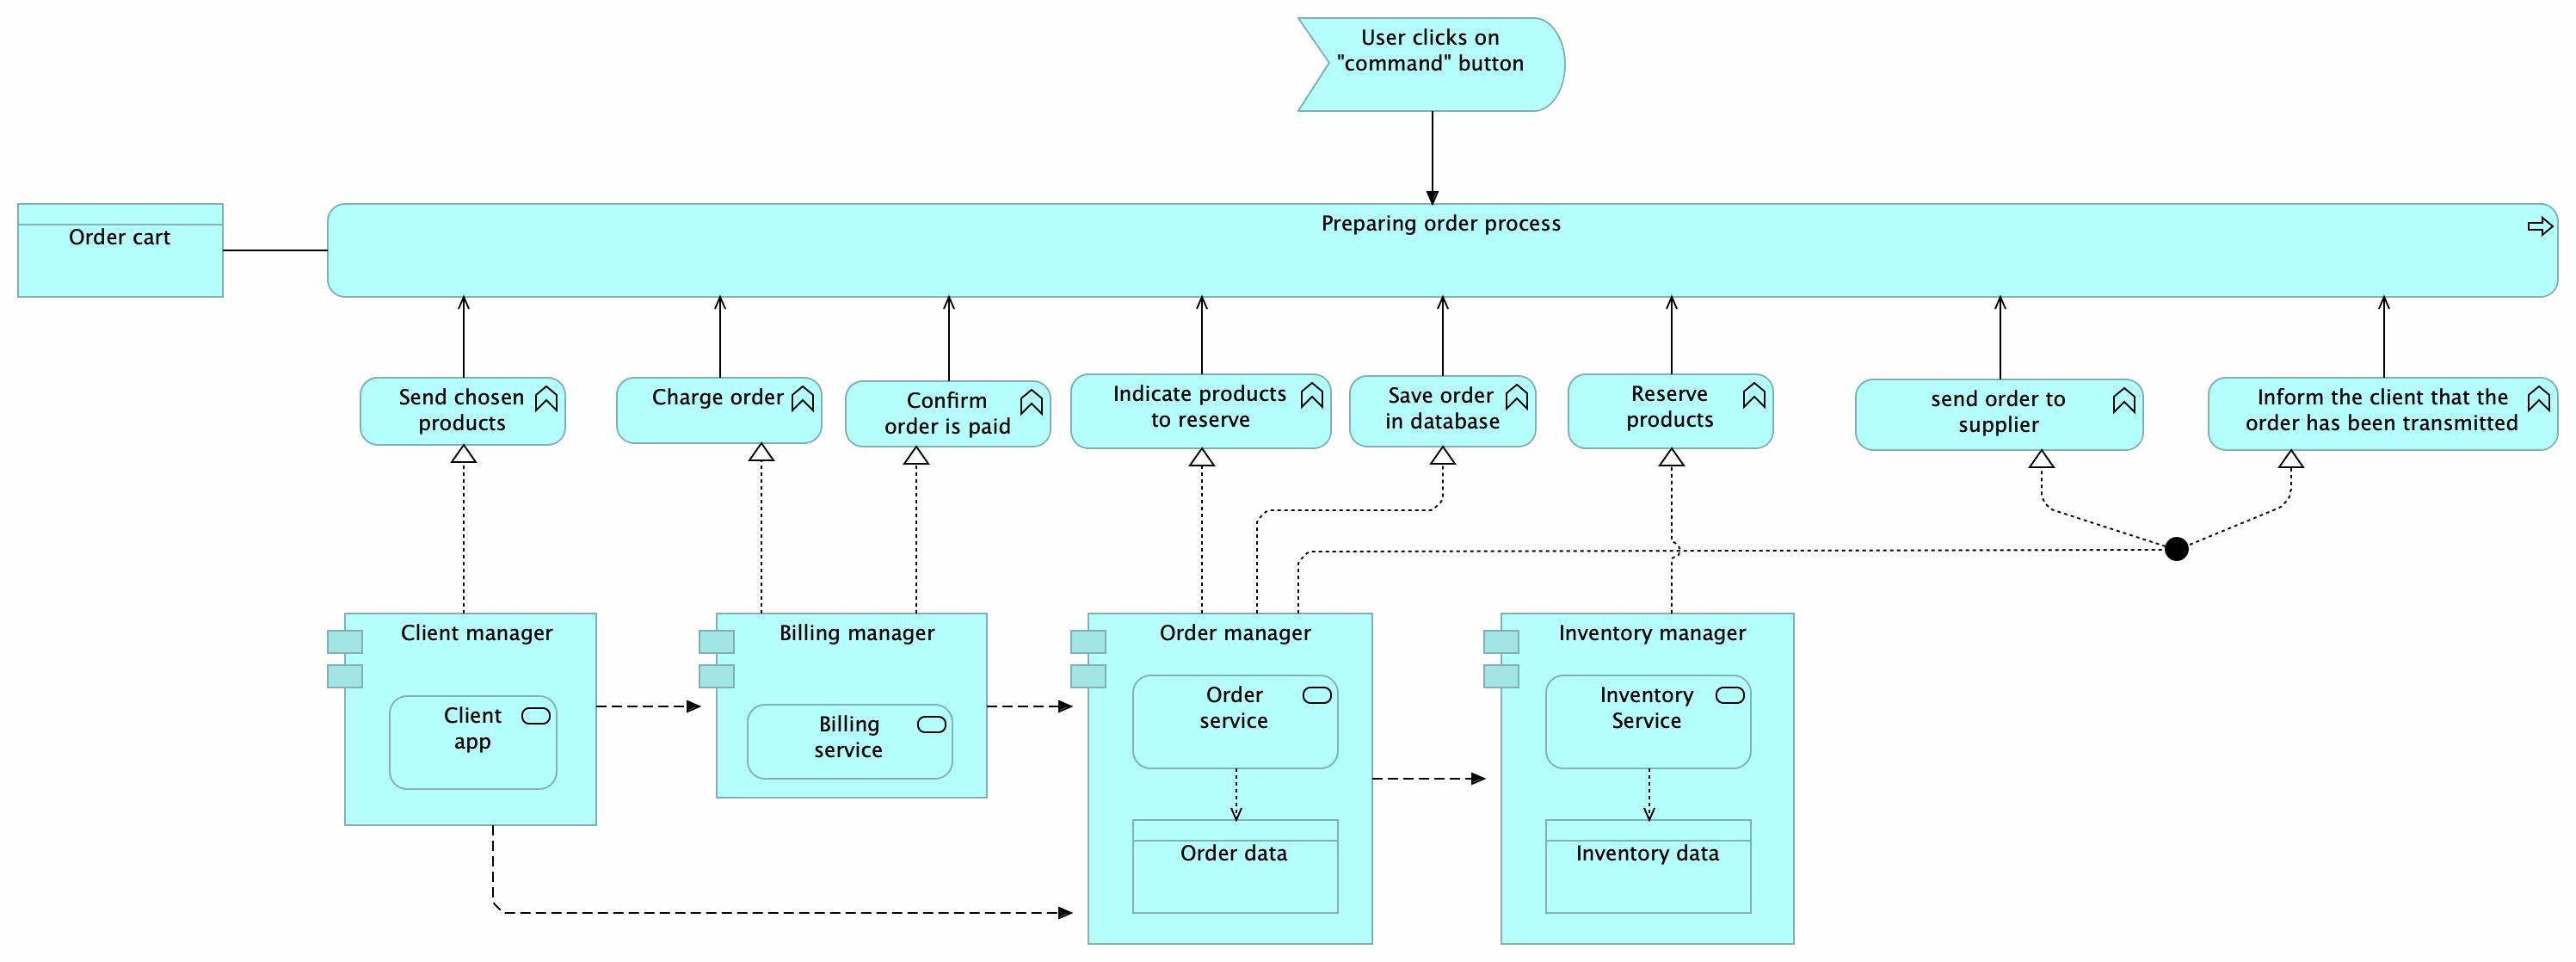 User clicks on
"command" button
Order cart
Preparing order process
Send chosen
products
Charge order
Confirm
order is paid
Indicate products
to reserve
Save order
in database
Reserve
products
send order to
supplier
Inform the client that the
order has been transmitted
Client manager
Client
app
Billing manager
Billing
service
Order manager
Order
service
Order data
Inventory manager
Inventory
Service
Inventory data